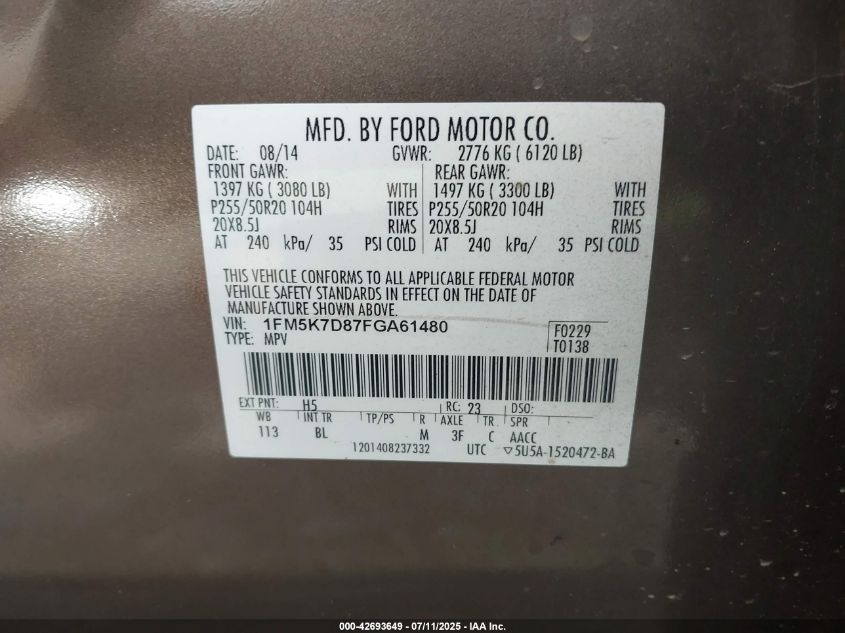 MFD. BY FORD MOTOR CO.
DATE: 08/14 GVWR: 2776 KG ( 6120 LB)
FRONT GAWR: REAR GAWR:
1397 KG ( 3080 LB) WITH 1497 KG ( 3300 LB) WITH
P255/50R20 104H TIRES P255/50R20 104H TIRES
20X8.5J RIMS 20X8.5J RIMS
AT 240 kPa/ 35 PSI COLD AT 240 kPa/ 35 PSI COLD
THIS VEHICLE CONFORMS TO ALL APPLICABLE FEDERAL MOTOR
VEHICLE SAFETY STANDARDS IN EFFECT ON THE DATE OF
MANUFACTURE SHOWN ABOVE.
VIN: 1FM5K7D87FGA61480 F0229
TYPE: MPV T0138
EXT PNT: H5 RC: 23 DSO:
WB INT TR TP/PS R AXLE TR SPR
113 BL M 3F C AACC
1201408237332 UTC ▽5U5A-1520472-BA
000-42693649 - 07/11/2025 - IAA Inc.